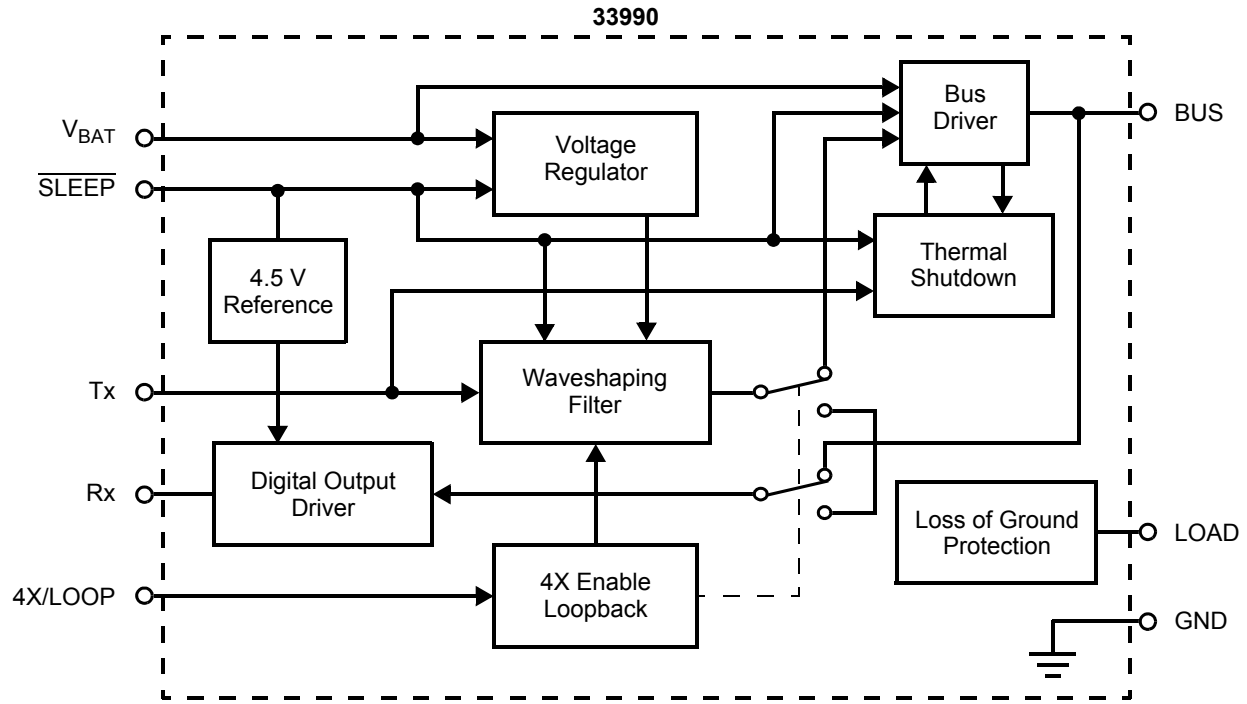 33990
Bus
Driver
BUS
V_BAT
Voltage
Regulator
SLEEP
Thermal
Shutdown
4.5 V
Reference
Tx
Waveshaping
Filter
Rx
Digital Output
Driver
Loss of Ground
Protection
LOAD
4X/LOOP
4X Enable
Loopback
GND